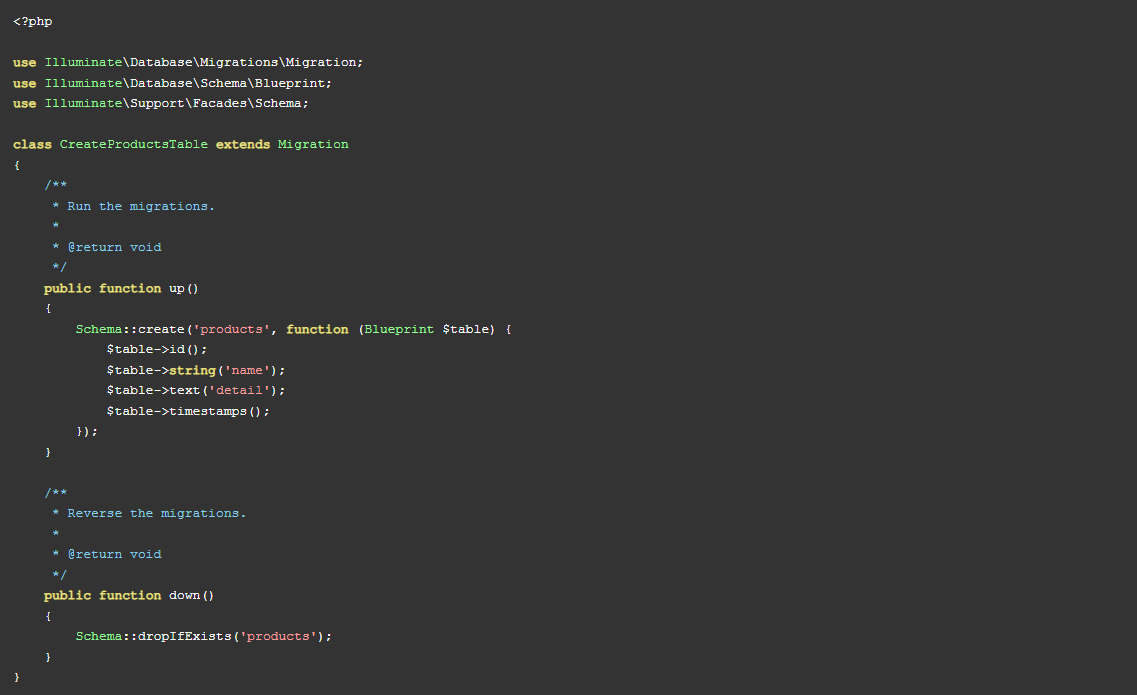 <?php

use Illuminate\Database\Migrations\Migration;
use Illuminate\Database\Schema\Blueprint;
use Illuminate\Support\Facades\Schema;

class CreateProductsTable extends Migration
{
    /**
     * Run the migrations.
     *
     * @return void
     */
    public function up()
    {
        Schema::create('products', function (Blueprint $table) {
            $table->id();
            $table->string('name');
            $table->text('detail');
            $table->timestamps();
        });
    }

    /**
     * Reverse the migrations.
     *
     * @return void
     */
    public function down()
    {
        Schema::dropIfExists('products');
    }
}